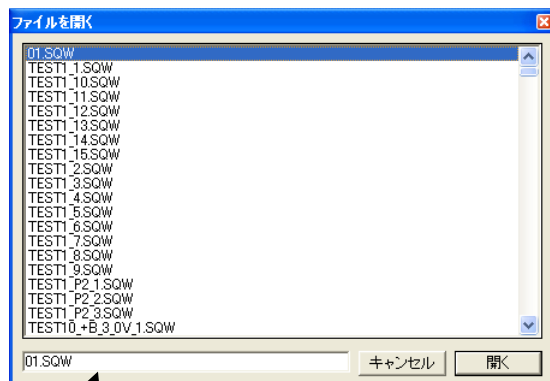 ファイルを開く
01.SQW
TEST1_1.SQW
TEST1_10.SQW
TEST1_11.SQW
TEST1_12.SQW
TEST1_13.SQW
TEST1_14.SQW
TEST1_15.SQW
TEST1_2.SQW
TEST1_3.SQW
TEST1_4.SQW
TEST1_5.SQW
TEST1_6.SQW
TEST1_7.SQW
TEST1_8.SQW
TEST1_9.SQW
TEST1_P2_1.SQW
TEST1_P2_2.SQW
TEST1_P2_3.SQW
TEST10_+B_3_0V_1.SQW
01.SQW キャンセル 開く